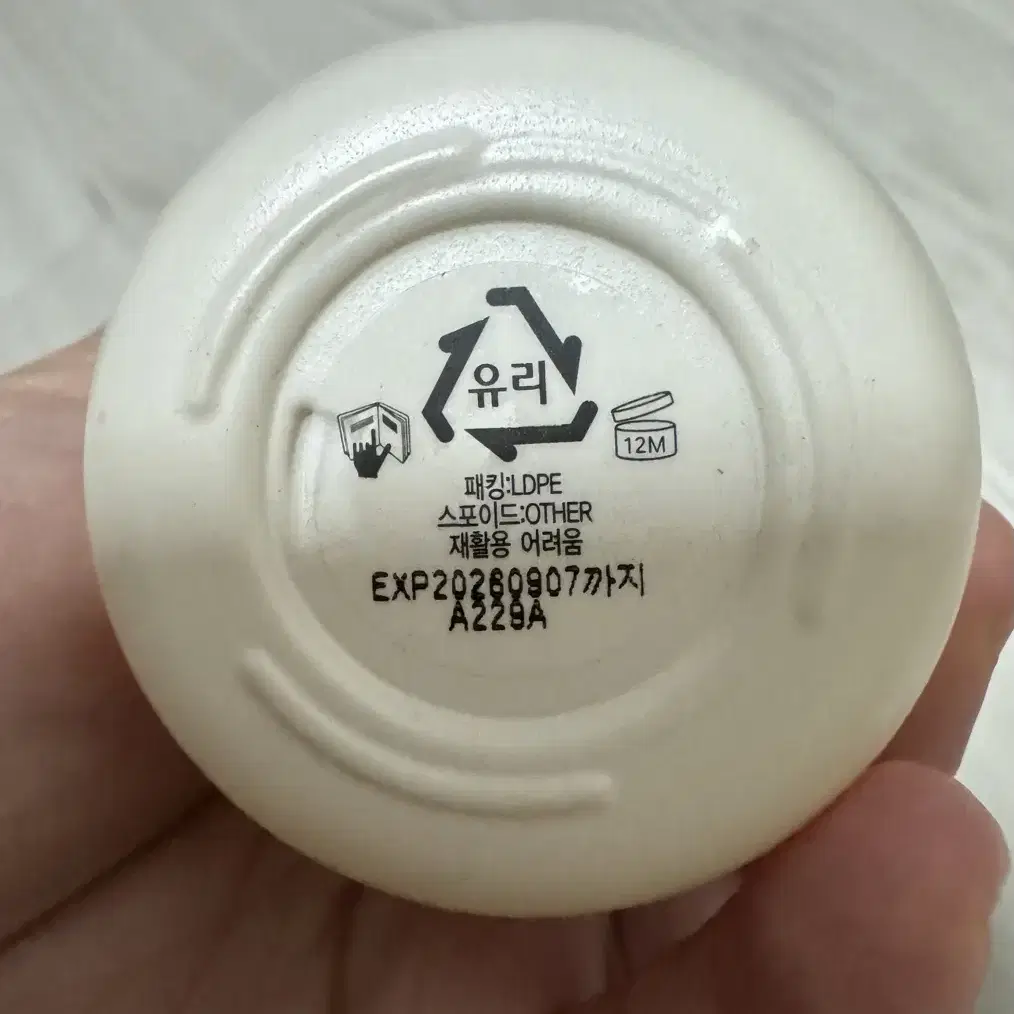 유리
12M
패킹:LDPE
스포이드:OTHER
재활용 어려움
EXP20260907까지
A229A